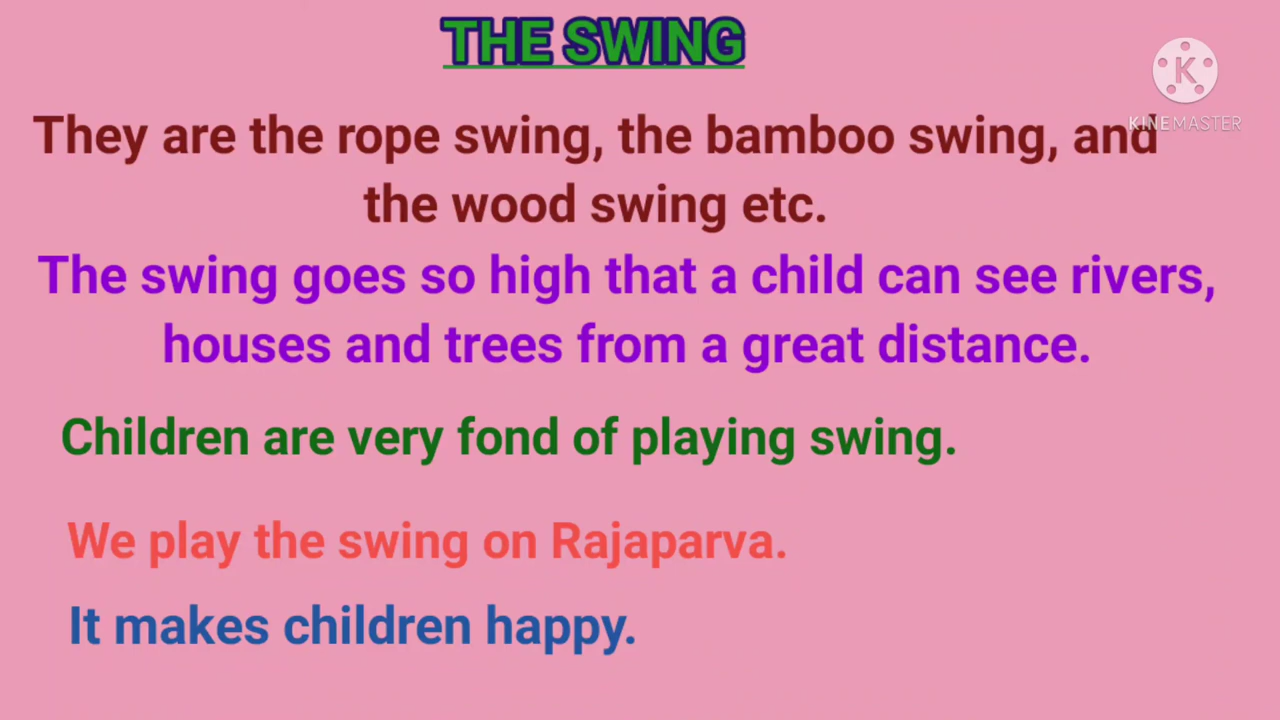 THE SWING
K
KINEMASTER
They are the rope swing, the bamboo swing, and
the wood swing etc.
The swing goes so high that a child can see rivers,
houses and trees from a great distance.
Children are very fond of playing swing.
We play the swing on Rajaparva.
It makes children happy.